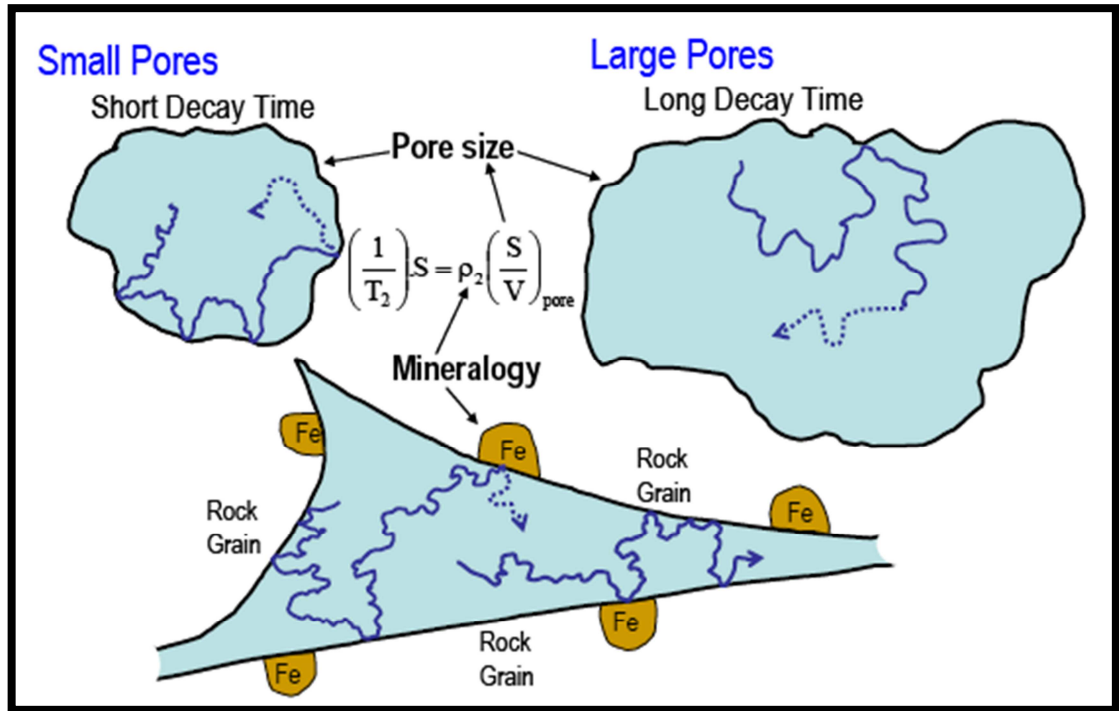 Small Pores
Short Decay Time
Large Pores
Long Decay Time
Pore size
(1/T₂).S = ρ₂(S/V)pore
Mineralogy
Fe
Fe
Rock
Grain
Fe
Rock
Grain
Fe
Rock
Grain
Fe